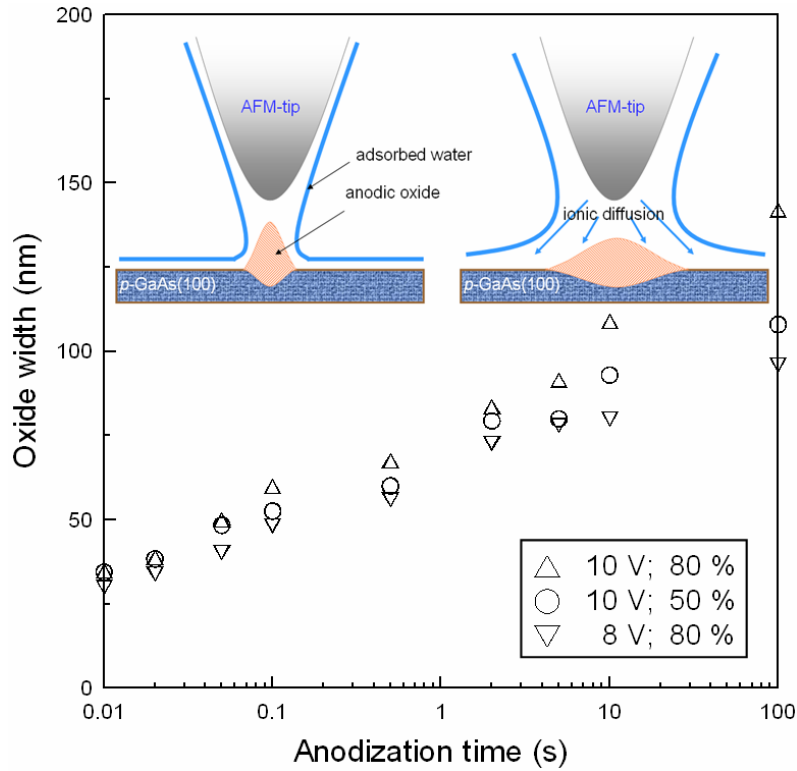 200
150
100
50
0
Oxide width (nm)
AFM-tip
adsorbed water
anodic oxide
p-GaAs(100)
AFM-tip
ionic diffusion
p-GaAs(100)
10 V; 80 %
10 V; 50 %
8 V; 80 %
0.01 0.1 1 10 100
Anodization time (s)